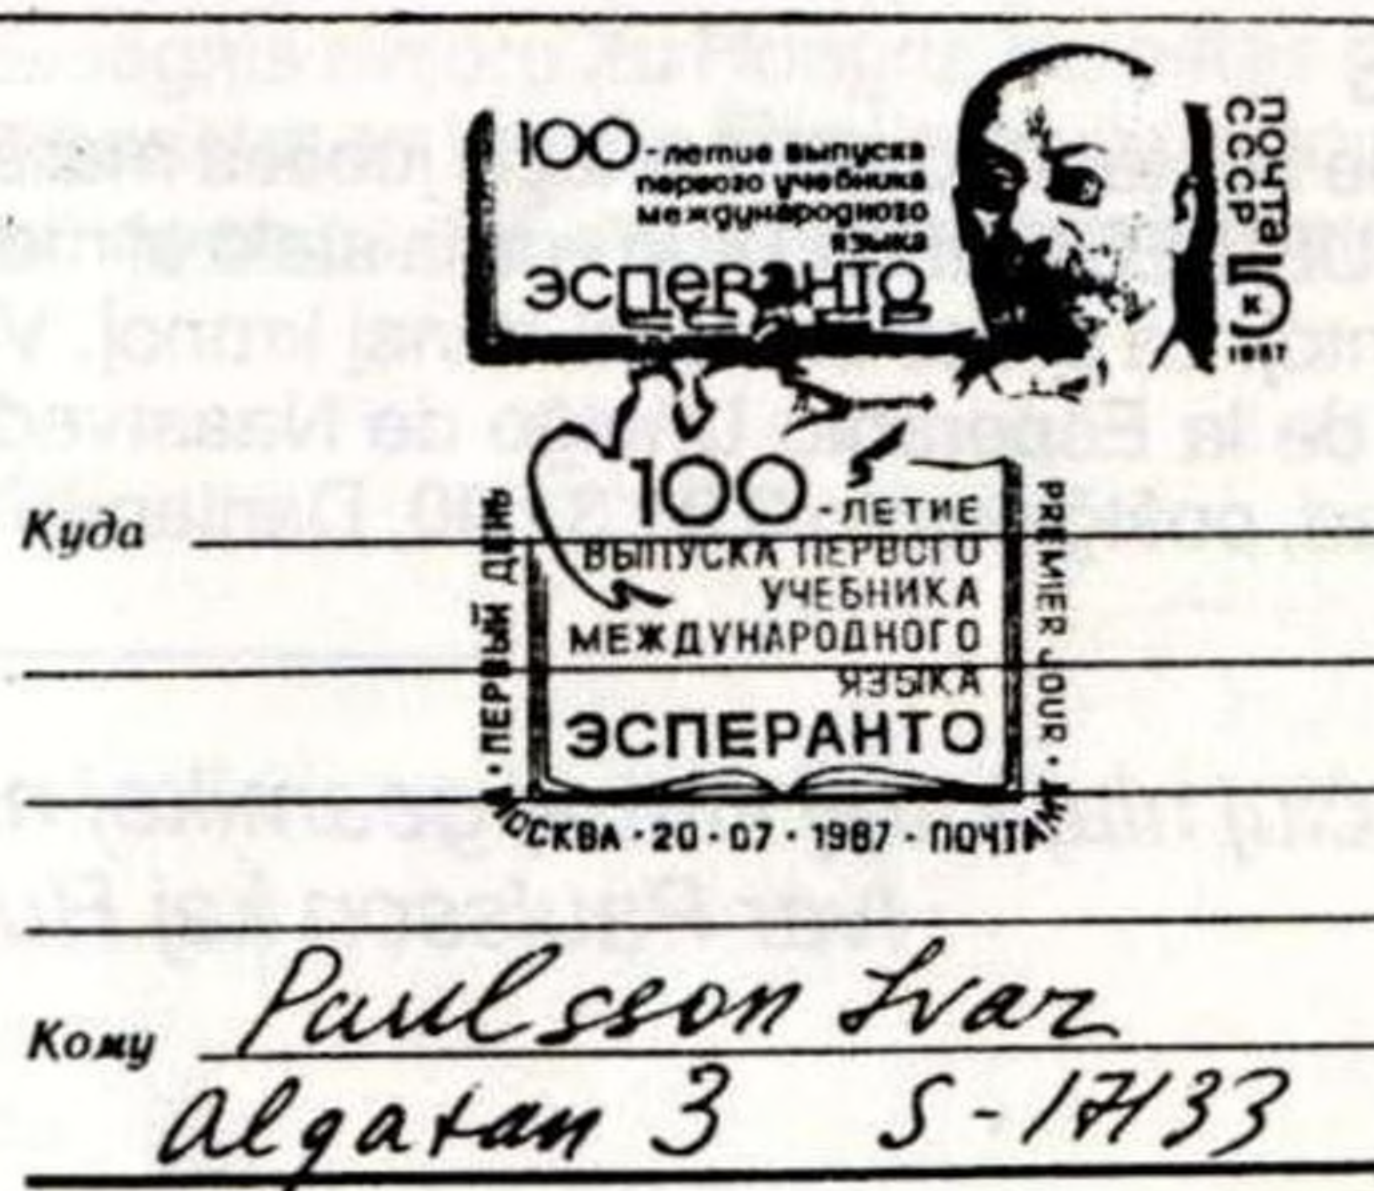 100-летие выпуска
первого учебника
международного
языка
эсперанто
почта
СССР
5 к
1987
Куда
100-ЛЕТИЕ
ВЫПУСКА ПЕРВОГО
УЧЕБНИКА
МЕЖДУНАРОДНОГО
ЯЗЫКА
ЭСПЕРАНТО
· ПЕРВЫЙ ДЕНЬ
PREMIER JOUR ·
МОСКВА · 20 · 07 · 1987 · ПОЧТАМТ
Кому Paulsson Ivar
algatan 3 S-17133